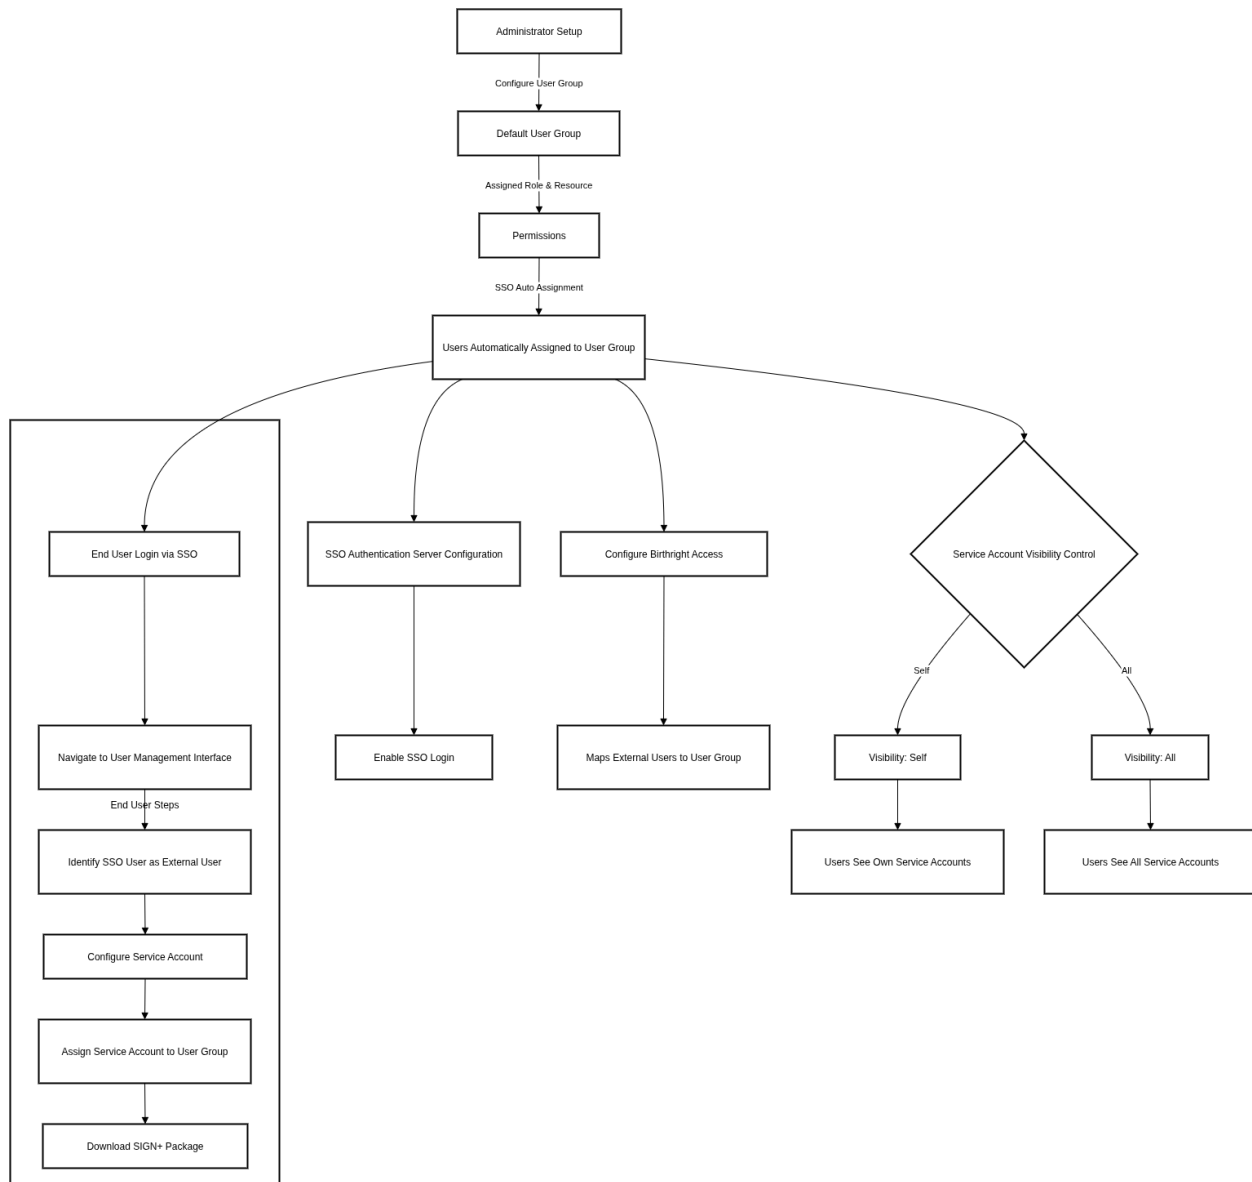 Administrator Setup
Configure User Group
Default User Group
Assigned Role & Resource
Permissions
SSO Auto Assignment
Users Automatically Assigned to User Group
End User Login via SSO
SSO Authentication Server Configuration
Configure Birthright Access
Service Account Visibility Control
Self
All
Navigate to User Management Interface
Enable SSO Login
Maps External Users to User Group
Visibility: Self
Visibility: All
End User Steps
Identify SSO User as External User
Users See Own Service Accounts
Users See All Service Accounts
Configure Service Account
Assign Service Account to User Group
Download SIGN+ Package